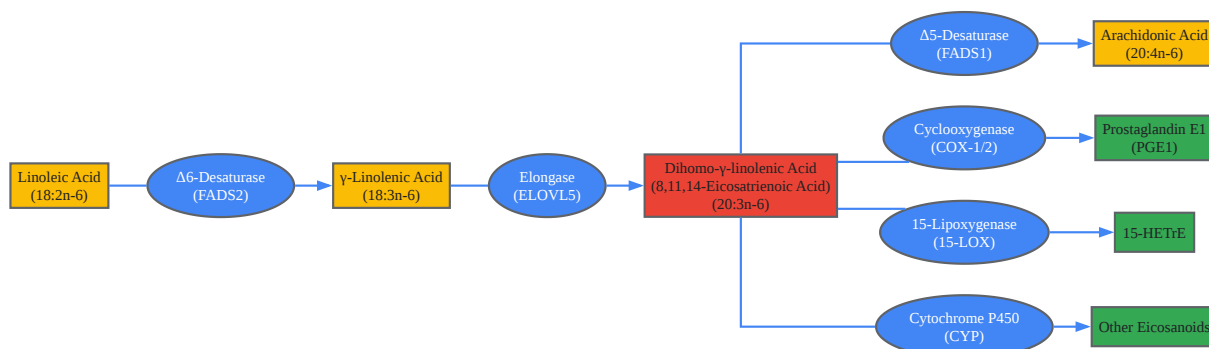 Linoleic Acid
(18:2n-6)
Δ6-Desaturase
(FADS2)
γ-Linolenic Acid
(18:3n-6)
Elongase
(ELOVL5)
Dihomo-γ-linolenic Acid
(8,11,14-Eicosatrienoic Acid)
(20:3n-6)
Δ5-Desaturase
(FADS1)
Arachidonic Acid
(20:4n-6)
Cyclooxygenase
(COX-1/2)
Prostaglandin E1
(PGE1)
15-Lipoxygenase
(15-LOX)
15-HETrE
Cytochrome P450
(CYP)
Other Eicosanoids